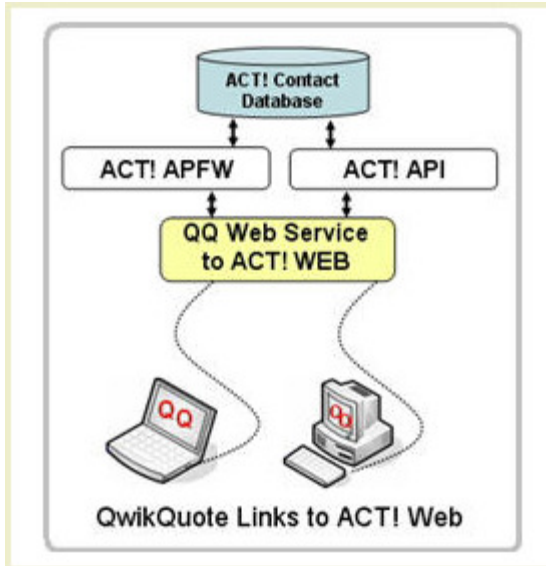 ACT! Contact
Database
ACT! APFW
ACT! API
QQ Web Service
to ACT! WEB
QQ
QQ
QwikQuote Links to ACT! Web